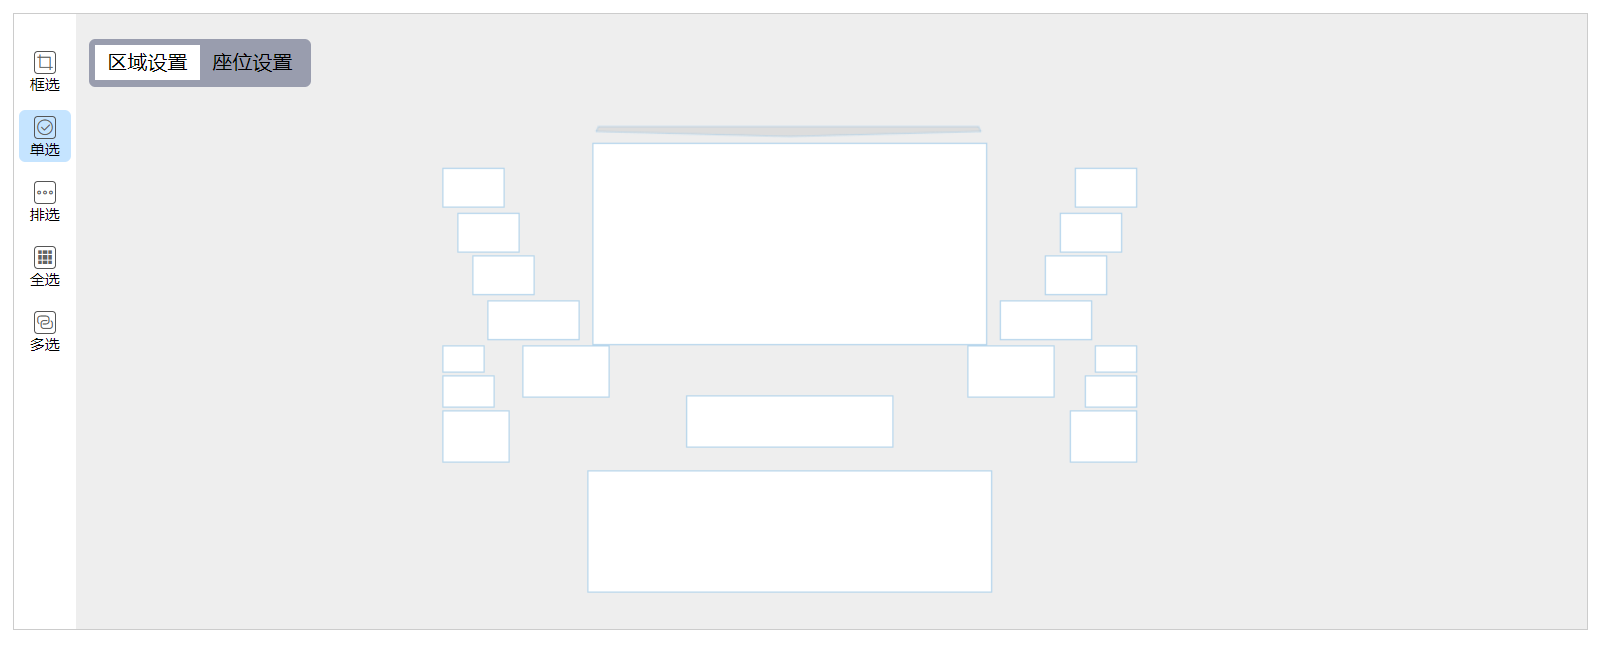 区域设置 座位设置
框选
单选
排选
全选
多选